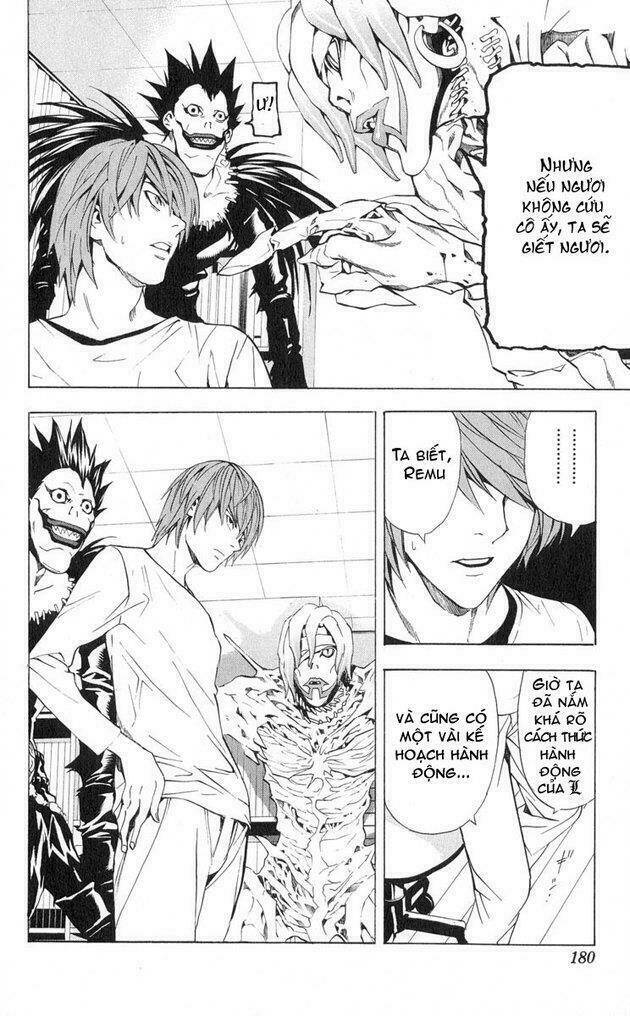 NHƯNG
NẾU NGƯƠI
KHÔNG CỨU
CÔ ẤY, TA SẼ
GIẾT NGƯƠI.
Ư!
..........
TA BIẾT,
REMU
GIỜ TA
ĐÃ NẮM
KHÁ RÕ
CÁCH THỨC
HÀNH
ĐỘNG
CỦA L
VÀ CŨNG CÓ
MỘT VÀI KẾ
HOẠCH HÀNH
ĐỘNG...
180